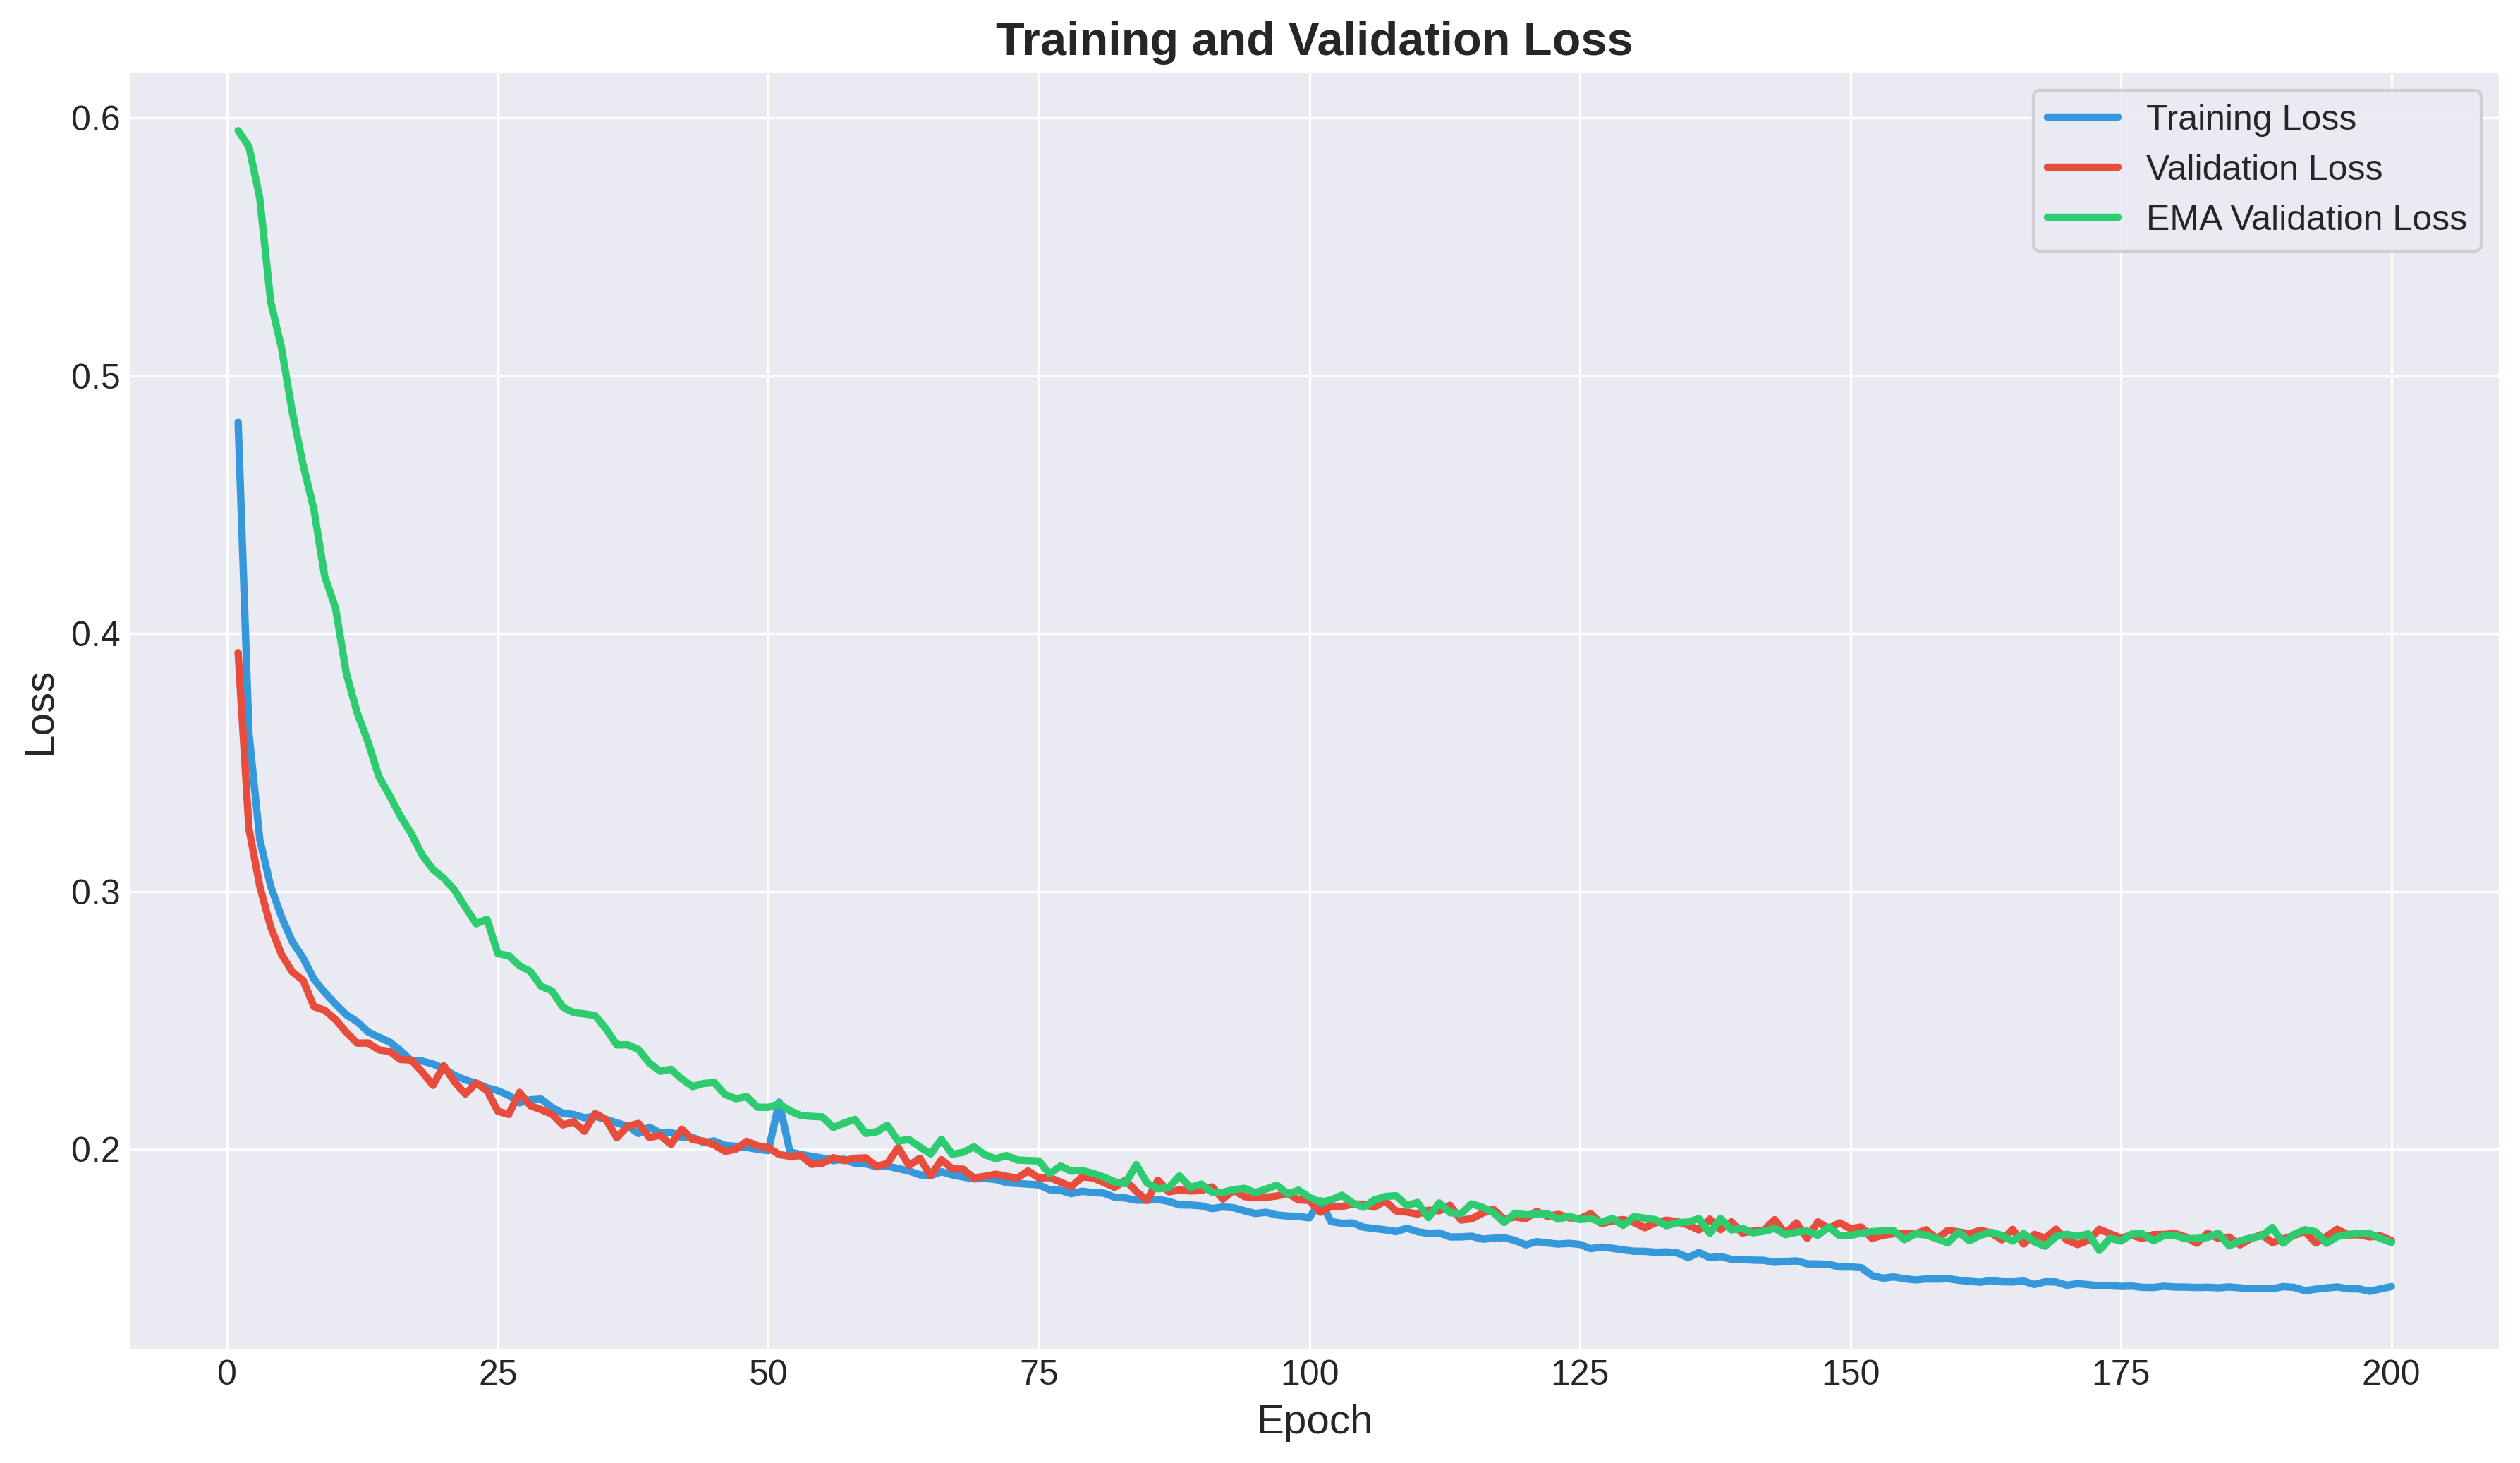 Training and Validation Loss
Training Loss
Validation Loss
EMA Validation Loss
0.6
0.5
0.4
0.3
0.2
Loss
0 25 50 75 100 125 150 175 200
Epoch